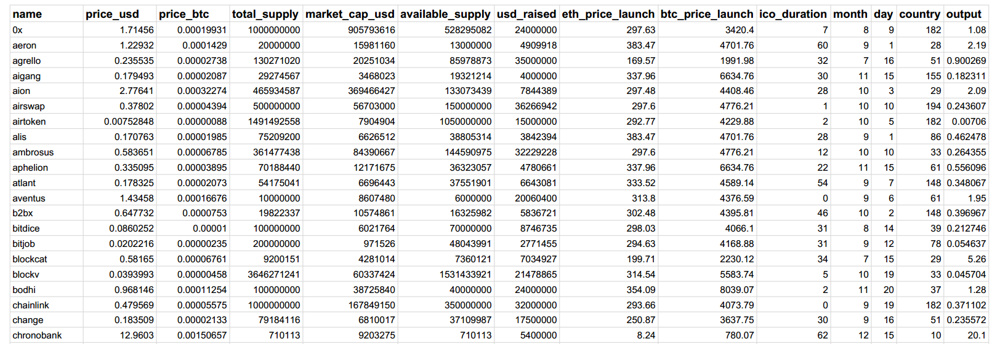 name price_usd price_btc total_supply market_cap_usd available_supply usd_raised eth_price_launch btc_price_launch ico_duration month day country output
0x 1.71456 0.00019931 1000000000 905793616 528295082 24000000 297.63 3420.4 7 8 9 182 1.08
aeron 1.22932 0.0001429 20000000 15981160 13000000 4909918 383.47 4701.76 60 9 1 28 2.19
agrello 0.235535 0.00002738 130271020 20251034 85978873 35000000 169.57 1991.98 32 7 16 51 0.900269
aigang 0.179493 0.00002087 29274567 3468023 19321214 4000000 337.96 6634.76 30 11 15 155 0.182311
aion 2.77641 0.00032274 465934587 369466427 133073439 7844389 297.48 4408.46 28 10 3 29 2.09
airswap 0.37802 0.00004394 500000000 56703000 150000000 36266942 297.6 4776.21 1 10 10 194 0.243607
airtoken 0.00752848 0.00000088 1491492558 7904904 1050000000 15000000 292.77 4229.88 2 10 5 182 0.00706
alis 0.170763 0.00001985 75209200 6626512 38805314 3842394 383.47 4701.76 28 9 1 86 0.462478
ambrosus 0.583651 0.00006785 361477438 84390667 144590975 32229228 297.6 4776.21 12 10 10 33 0.264355
aphelion 0.335095 0.00003895 70188440 12171675 36323057 4780661 337.96 6634.76 22 11 15 61 0.556096
atlant 0.178325 0.00002073 54175041 6696443 37551901 6643081 333.52 4589.14 54 9 7 148 0.348067
aventus 1.43458 0.00016676 10000000 8607480 6000000 20060400 313.8 4376.59 0 9 6 61 1.95
b2bx 0.647732 0.0000753 19822337 10574861 16325982 5836721 302.48 4395.81 46 10 2 148 0.396967
bitdice 0.0860252 0.00001 100000000 6021764 70000000 8746735 298.03 4066.1 31 8 14 39 0.212746
bitjob 0.0202216 0.00000235 200000000 971526 48043991 2771455 294.63 4168.88 31 9 12 78 0.054637
blockcat 0.58165 0.00006761 9200151 4281014 7360121 7034927 199.71 2230.12 34 7 15 29 5.26
blockv 0.0393993 0.00000458 3646271241 60337424 1531433921 21478865 314.54 5583.74 5 10 19 33 0.045704
bodhi 0.968146 0.00011254 100000000 38725840 40000000 24000000 354.09 8039.07 2 11 20 37 1.28
chainlink 0.479569 0.00005575 1000000000 167849150 350000000 32000000 293.66 4073.79 0 9 19 182 0.371102
change 0.183509 0.00002133 79184116 6810017 37109987 17500000 250.87 3637.75 30 9 16 51 0.235572
chronobank 12.9603 0.00150657 710113 9203275 710113 5400000 8.24 780.07 62 12 15 10 20.1